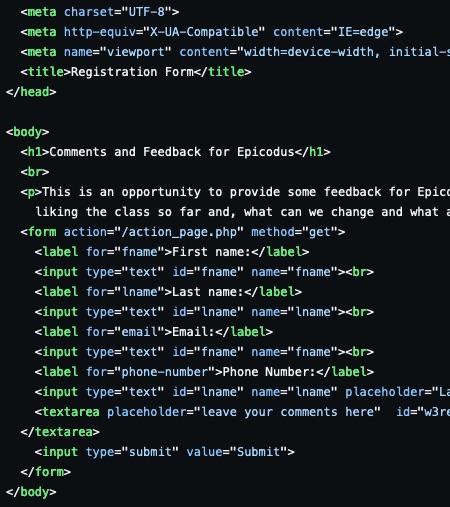 <meta charset="UTF-8">
<meta http-equiv="X-UA-Compatible" content="IE=edge">
<meta name="viewport" content="width=device-width, initial-s
<title>Registration Form</title>
</head>
<body>
<h1>Comments and Feedback for Epicodus</h1>
<br>
<p>This is an opportunity to provide some feedback for Epico
liking the class so far and, what can we change and what a
<form action="/action_page.php" method="get">
<label for="fname">First name:</label>
<input type="text" id="fname" name="fname"><br>
<label for="lname">Last name:</label>
<input type="text" id="lname" name="lname"><br>
<label for="email">Email:</label>
<input type="text" id="fname" name="fname"><br>
<label for="phone-number">Phone Number:</label>
<input type="text" id="lname" name="lname" placeholder="La
<textarea placeholder="leave your comments here"  id="w3re
</textarea>
<input type="submit" value="Submit">
</form>
</body>